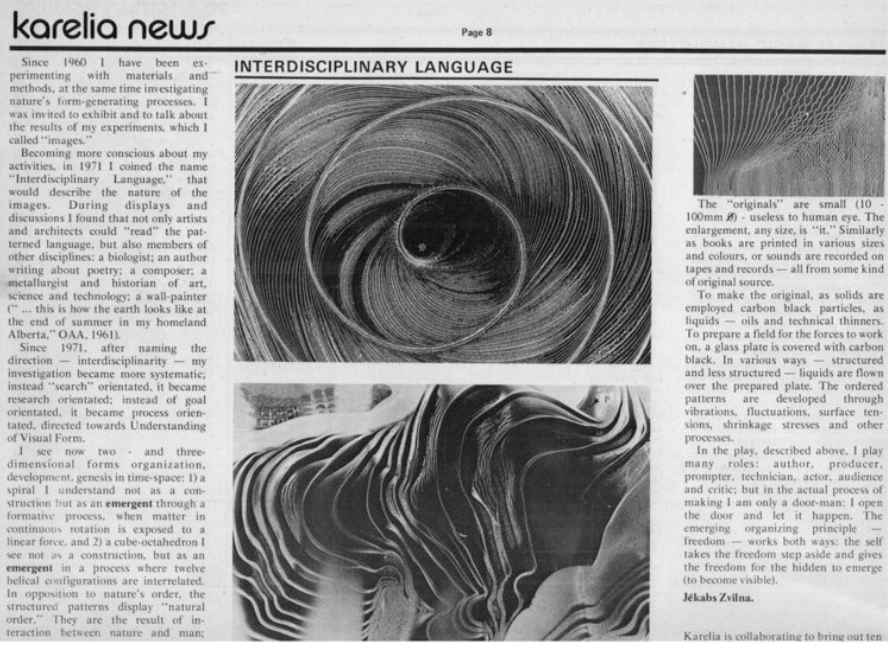 karelia news
Page 8
Since 1960 I have been ex-
perimenting with materials and
methods, at the same time investigating
nature's form-generating processes. I
was invited to exhibit and to talk about
the results of my experiments, which I
called "images."
Becoming more conscious about my
activities, in 1971 I coined the name
"Interdisciplinary Language," that
would describe the nature of the
images. During displays and
discussions I found that not only artists
and architects could "read" the pat-
terned language, but also members of
other disciplines: a biologist; an author
writing about poetry; a composer; a
metallurgist and historian of art,
science and technology; a wall-painter
(" ... this is how the earth looks like at
the end of summer in my homeland
Alberta," OAA, 1961).
Since 1971, after naming the
direction — interdisciplinarity — my
investigation became more systematic;
instead "search" orientated, it became
research orientated; instead of goal
orientated, it became process orien-
tated, directed towards Understanding
of Visual Form.
I see now two - and three-
dimensional forms organization,
development, genesis in time-space: 1) a
spiral I understand not as a con-
struction but as an emergent through a
formative process, when matter in
continuous rotation is exposed to a
linear force, and 2) a cube-octahedron I
see not as a construction, but as an
emergent in a process where twelve
helical configurations are interrelated.
In opposition to nature's order, the
structured patterns display "natural
order." They are the result of in-
teraction between nature and man;
INTERDISCIPLINARY LANGUAGE
The "originals" are small (10 -
100mm Ø) - useless to human eye. The
enlargement, any size, is "it." Similarly
as books are printed in various sizes
and colours, or sounds are recorded on
tapes and records — all from some kind
of original source.
To make the original, as solids are
employed carbon black particles, as
liquids — oils and technical thinners.
To prepare a field for the forces to work
on, a glass plate is covered with carbon
black. In various ways — structured
and less structured — liquids are flown
over the prepared plate. The ordered
patterns are developed through
vibrations, fluctuations, surface ten-
sions, shrinkage stresses and other
processes.
In the play, described above, I play
many roles: author, producer,
prompter, technician, actor, audience
and critic; but in the actual process of
making I am only a door-man: I open
the door and let it happen. The
emerging organizing principle —
freedom — works both ways: the self
takes the freedom step aside and gives
the freedom for the hidden to emerge
(to become visible).
Jékabs Zvilna.
Karelia is collaborating to bring out ten